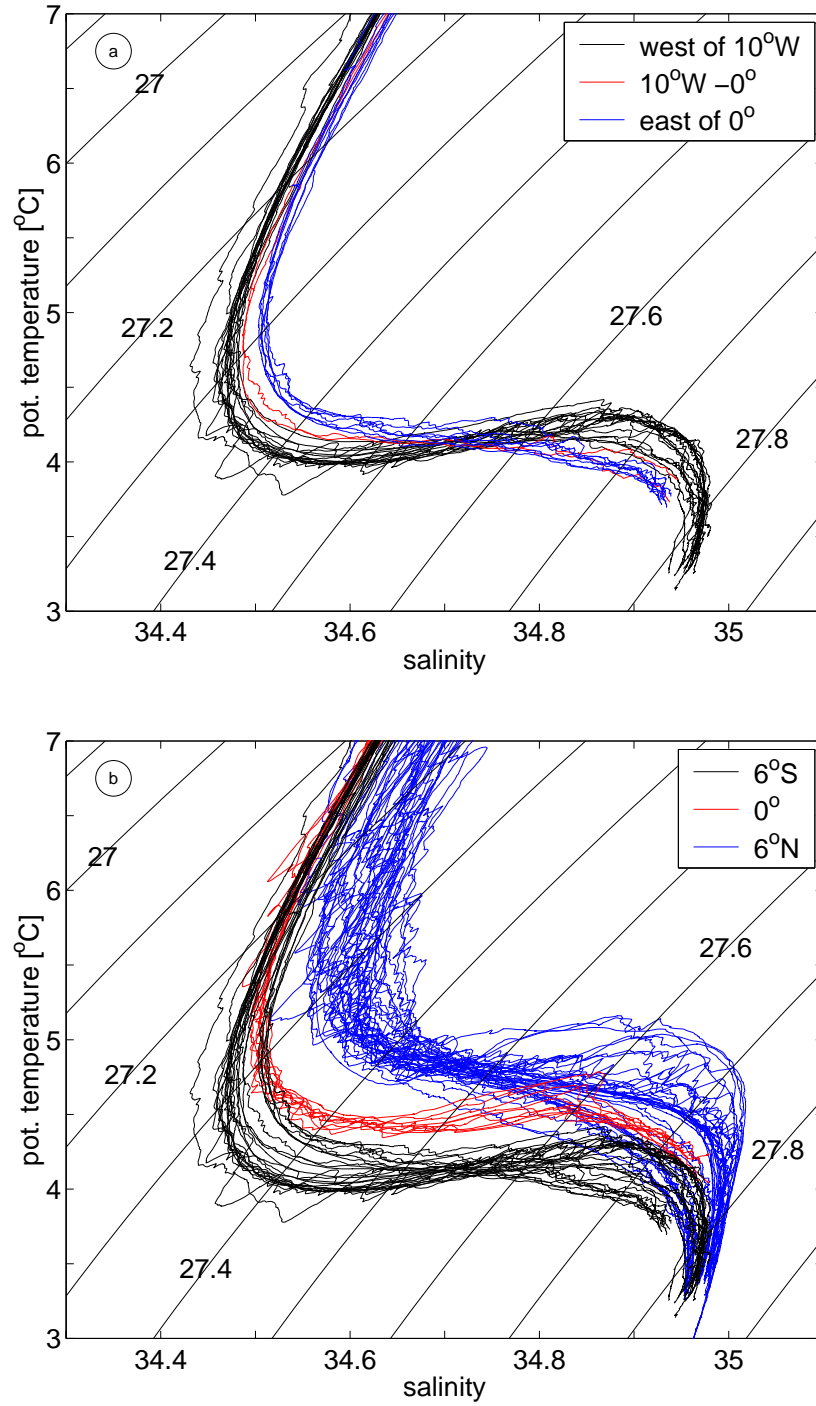 7
a
west of 10°W
10°W −0°
east of 0°
27
6
pot. temperature [°C]
5
27.2
27.6
4
27.8
27.4
3
34.4
34.6
34.8
35
salinity
7
b
6°S
0°
6°N
27
6
27.6
pot. temperature [°C]
5
27.2
27.8
4
27.4
3
34.4
34.6
34.8
35
salinity